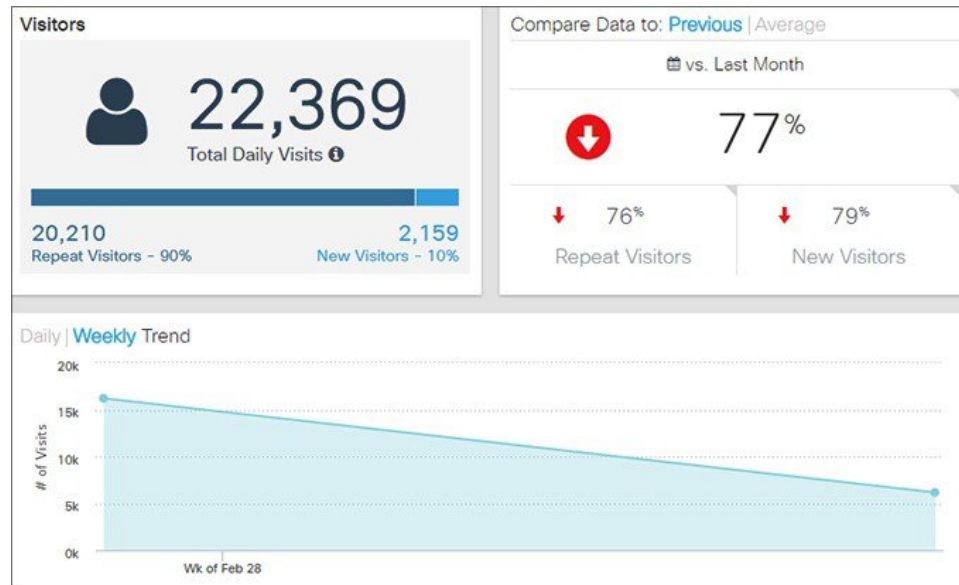 Visitors
22,369
Total Daily Visits
20,210
2,159
Repeat Visitors - 90%
New Visitors - 10%
Compare Data to: Previous | Average
vs. Last Month
77%
76%
79%
Repeat Visitors
New Visitors
Daily | Weekly Trend
20k
15k
10k
5k
0k
# of Visits
Wk of Feb 28